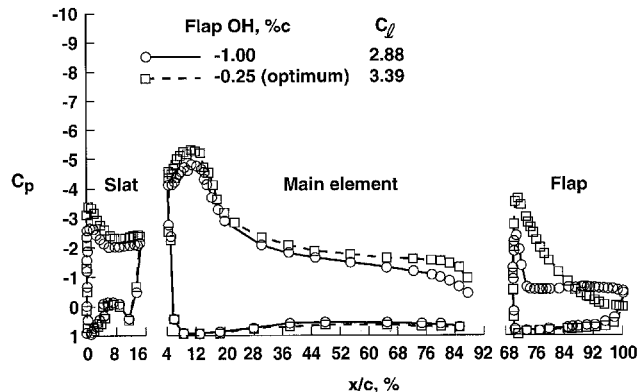 Flap OH, %c C_ℓ
-1.00 2.88
-0.25 (optimum) 3.39
-10
-9
-8
-7
-6
-5
-4
-3
-2
-1
0
1
Cp
Slat
Main element
Flap
0 8 16
4 12 20 28 36 44 52 60 68 76 84 92
68 76 84 92 100
x/c, %